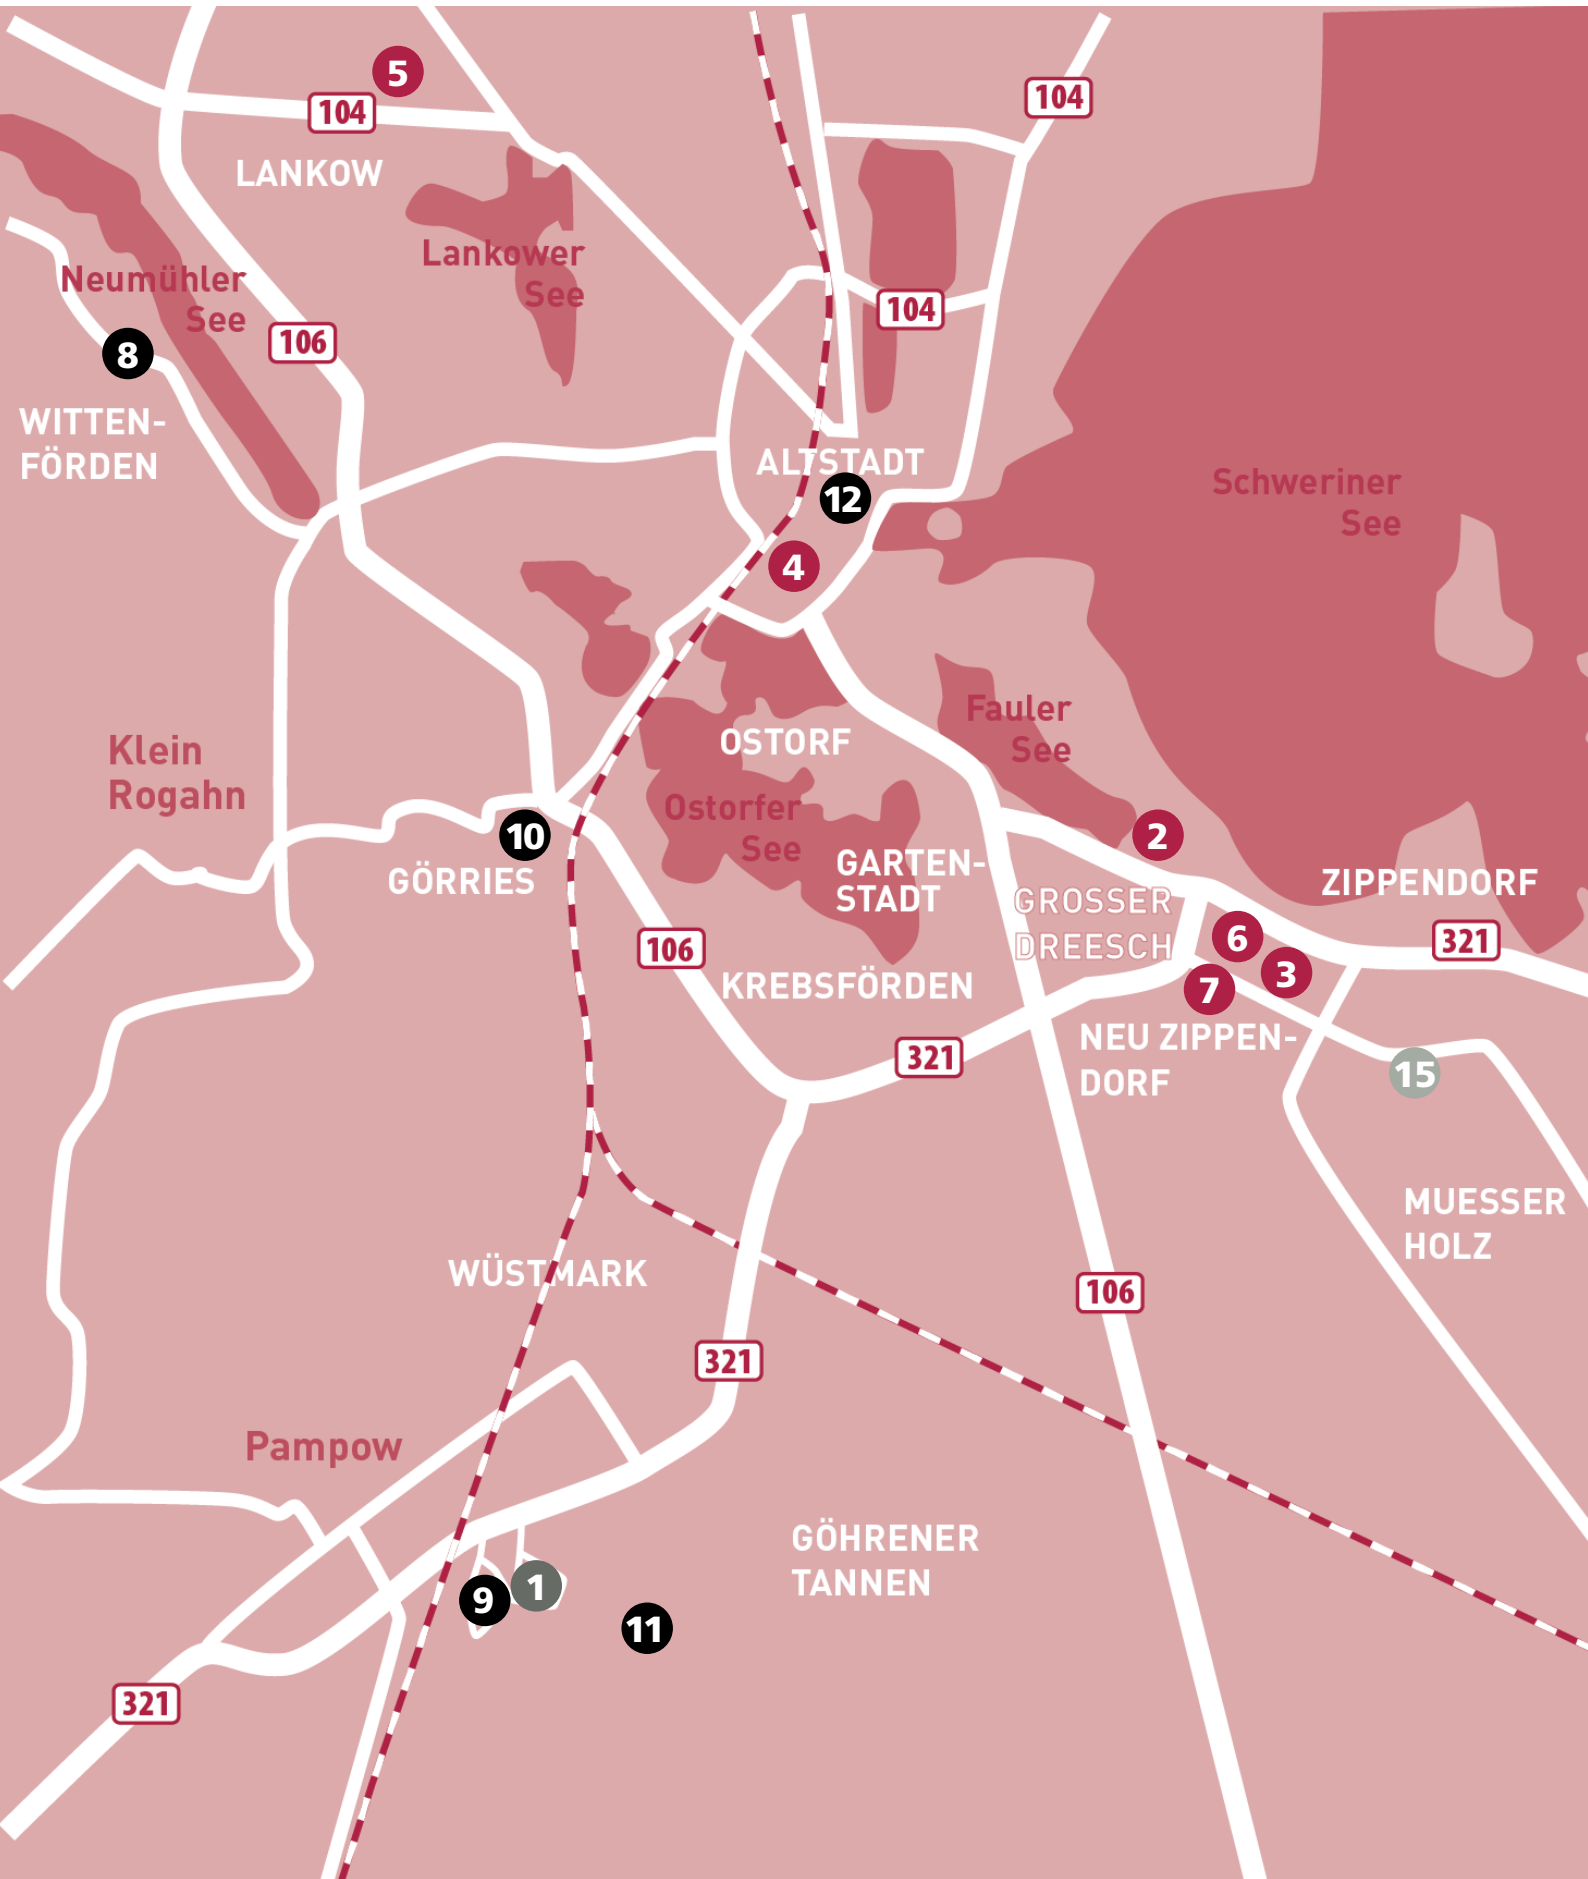 5
104
104
LANKOW
Lankower
See
Neumühler
See
104
106
8
WITTEN-
FÖRDEN
ALTSTADT
12
Schweriner
See
4
Fauler
See
OSTORF
Klein
Rogahn
Ostorfer
See
10
2
GÖRRIES
GARTEN-
STADT
ZIPPENDORF
GROSSER
DREESCH
6
321
106
3
KREBSFÖRDEN
7
321
NEU ZIPPEN-
DORF
15
MUESSER
HOLZ
WÜSTMARK
106
321
Pampow
GÖHRENER
TANNEN
9
1
11
321